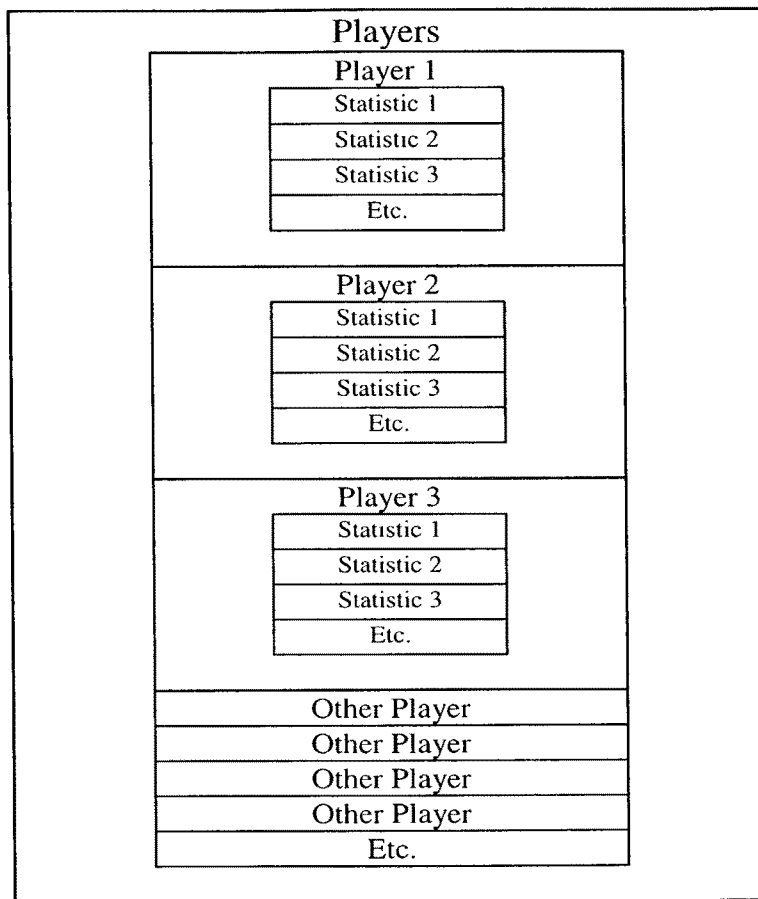 Players
Player 1
Statistic 1
Statistic 2
Statistic 3
Etc.
Player 2
Statistic 1
Statistic 2
Statistic 3
Etc.
Player 3
Statistic 1
Statistic 2
Statistic 3
Etc.
Other Player
Other Player
Other Player
Other Player
Etc.